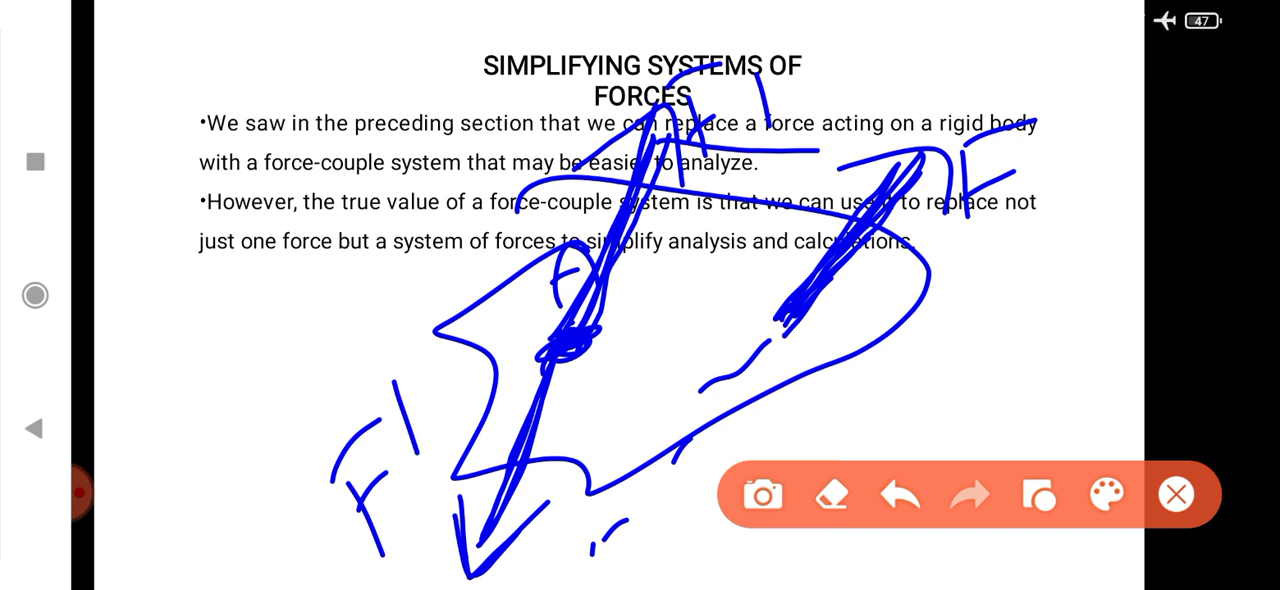 47
SIMPLIFYING SYSTEMS OF
FORCES
•We saw in the preceding section that we can replace a force acting on a rigid body
with a force-couple system that may be easier to analyze.
•However, the true value of a force-couple system is that we can use it to replace not
just one force but a system of forces to simplify analysis and calculations.
F
F'